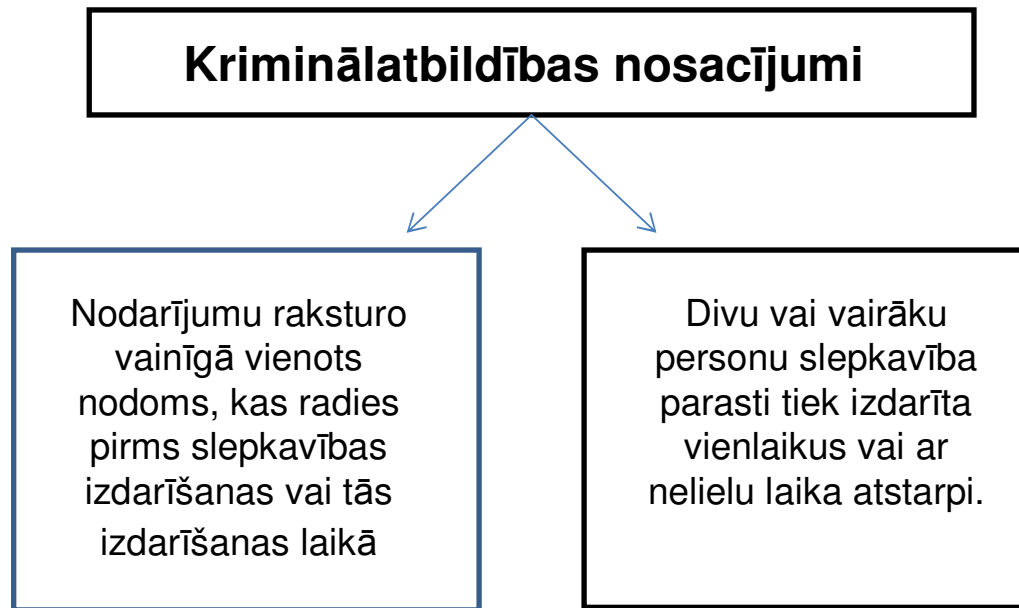 Kriminālatbildības nosacījumi
Nodarījumu raksturo
vainīgā vienots
nodoms, kas radies
pirms slepkavības
izdarīšanas vai tās
izdarīšanas laikā
Divu vai vairāku
personu slepkavība
parasti tiek izdarīta
vienlaikus vai ar
nelielu laika atstarpi.